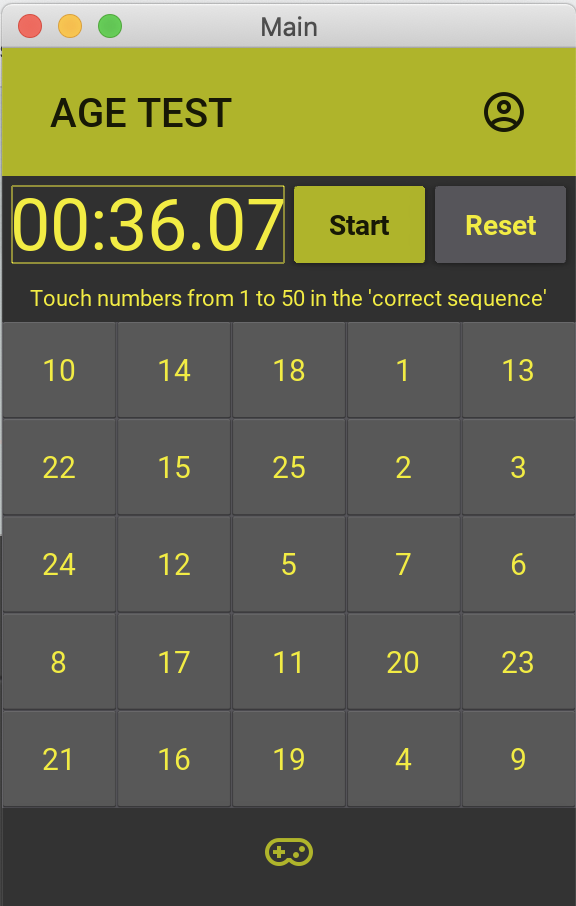 Main
AGE TEST
00:36.07 Start Reset
Touch numbers from 1 to 50 in the 'correct sequence'
10 14 18 1 13
22 15 25 2 3
24 12 5 7 6
8 17 11 20 23
21 16 19 4 9